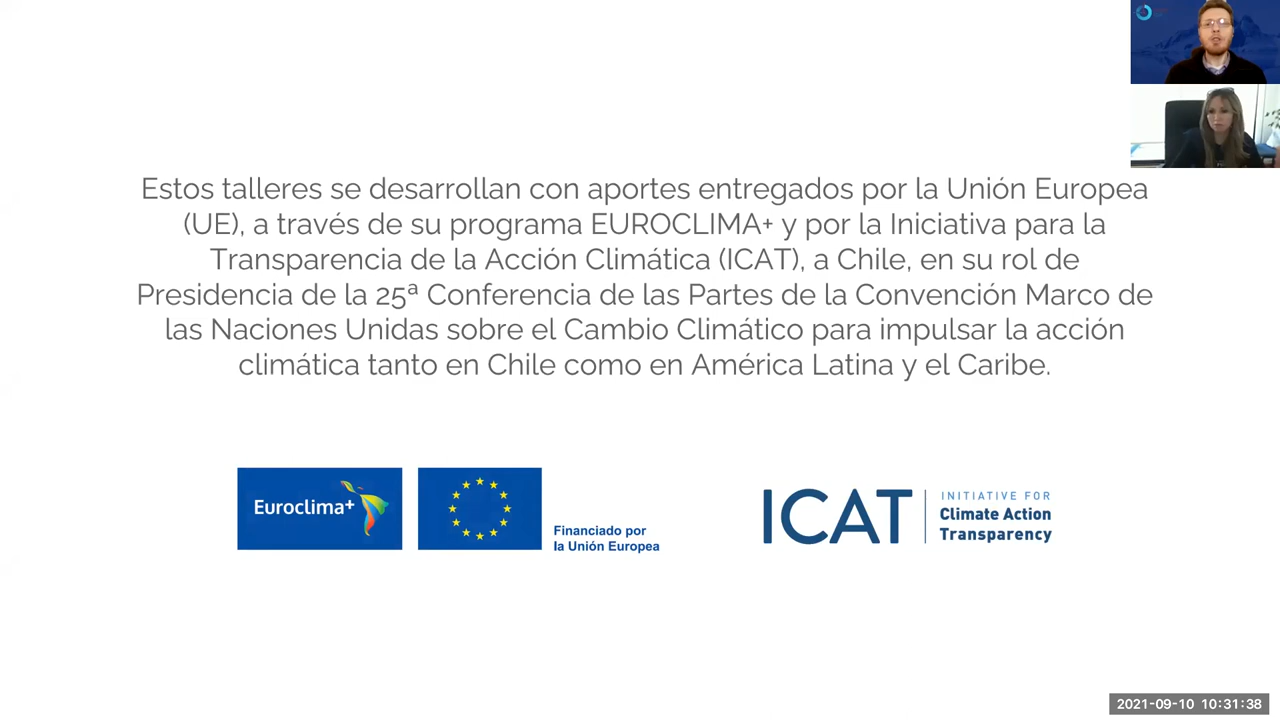 Estos talleres se desarrollan con aportes entregados por la Unión Europea
(UE), a través de su programa EUROCLIMA+ y por la Iniciativa para la
Transparencia de la Acción Climática (ICAT), a Chile, en su rol de
Presidencia de la 25ª Conferencia de las Partes de la Convención Marco de
las Naciones Unidas sobre el Cambio Climático para impulsar la acción
climática tanto en Chile como en América Latina y el Caribe.
Euroclima+
Financiado por
la Unión Europea
ICAT
INITIATIVE FOR
Climate Action
Transparency
2021-09-10 10:31:38